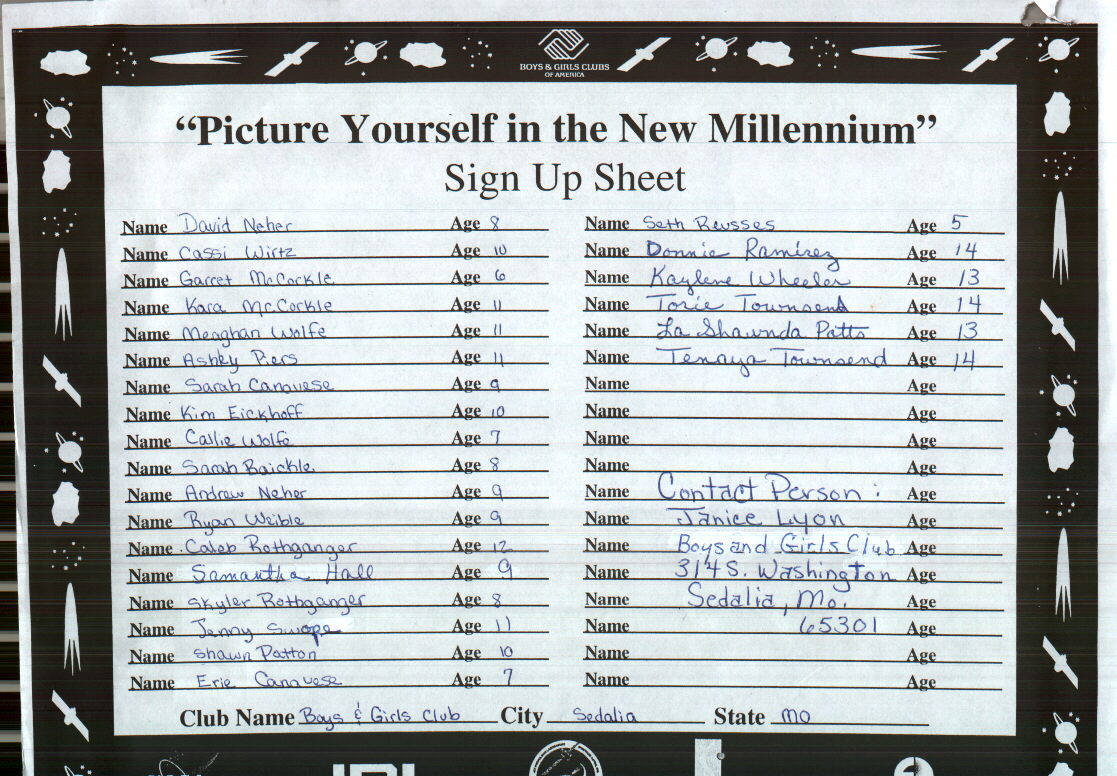 BOYS & GIRLS CLUBS
OF AMERICA
“Picture Yourself in the New Millennium”
Sign Up Sheet
Name David Neher Age 8
Name Cassi Wirtz Age 10
Name Garret McCorkle Age 6
Name Kara McCorkle Age 11
Name Meaghan Wolfe Age 11
Name Ashley Age 11
Name Sarah Cannuese Age 9
Name Kim Eickhoff Age 10
Name Callie Wolfe Age 7
Name Sarah Baickle Age 8
Name Andrew Neher Age 9
Name Ryan Weible Age 9
Name Caleb Rothganger Age 12
Name Samantha Hall Age 9
Name Skyler Rothganger Age 8
Name Jenny Swope Age 11
Name Shawn Patton Age 10
Name Eric Cannuese Age 7
Name Seth Reusses Age 5
Name Donnie Ramirez Age 14
Name Kaylene Wheeler Age 13
Name Torie Townsend Age 14
Name La Shawnda Potts Age 13
Name Tenaya Townsend Age 14
Name Age
Name Age
Name Age
Name Age
Name Contact Person: Age
Name Janice Lyon Age
Name Boys and Girls Club Age
Name 314 S. Washington Age
Name Sedalia, Mo. Age
Name 65301 Age
Name Age
Name Age
Club Name Boys & Girls Club City Sedalia State MO